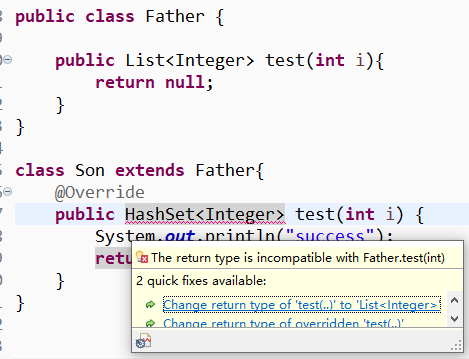 public class Father {
public List<Integer> test(int i){
return null;
}
}
class Son extends Father{
@Override
public HashSet<Integer> test(int i) {
System.out.println("success");
retu
}
}
The return type is incompatible with Father.test(int)
2 quick fixes available:
Change return type of 'test(..)' to 'List<Integer>'
Change return type of overridden 'test(..)'